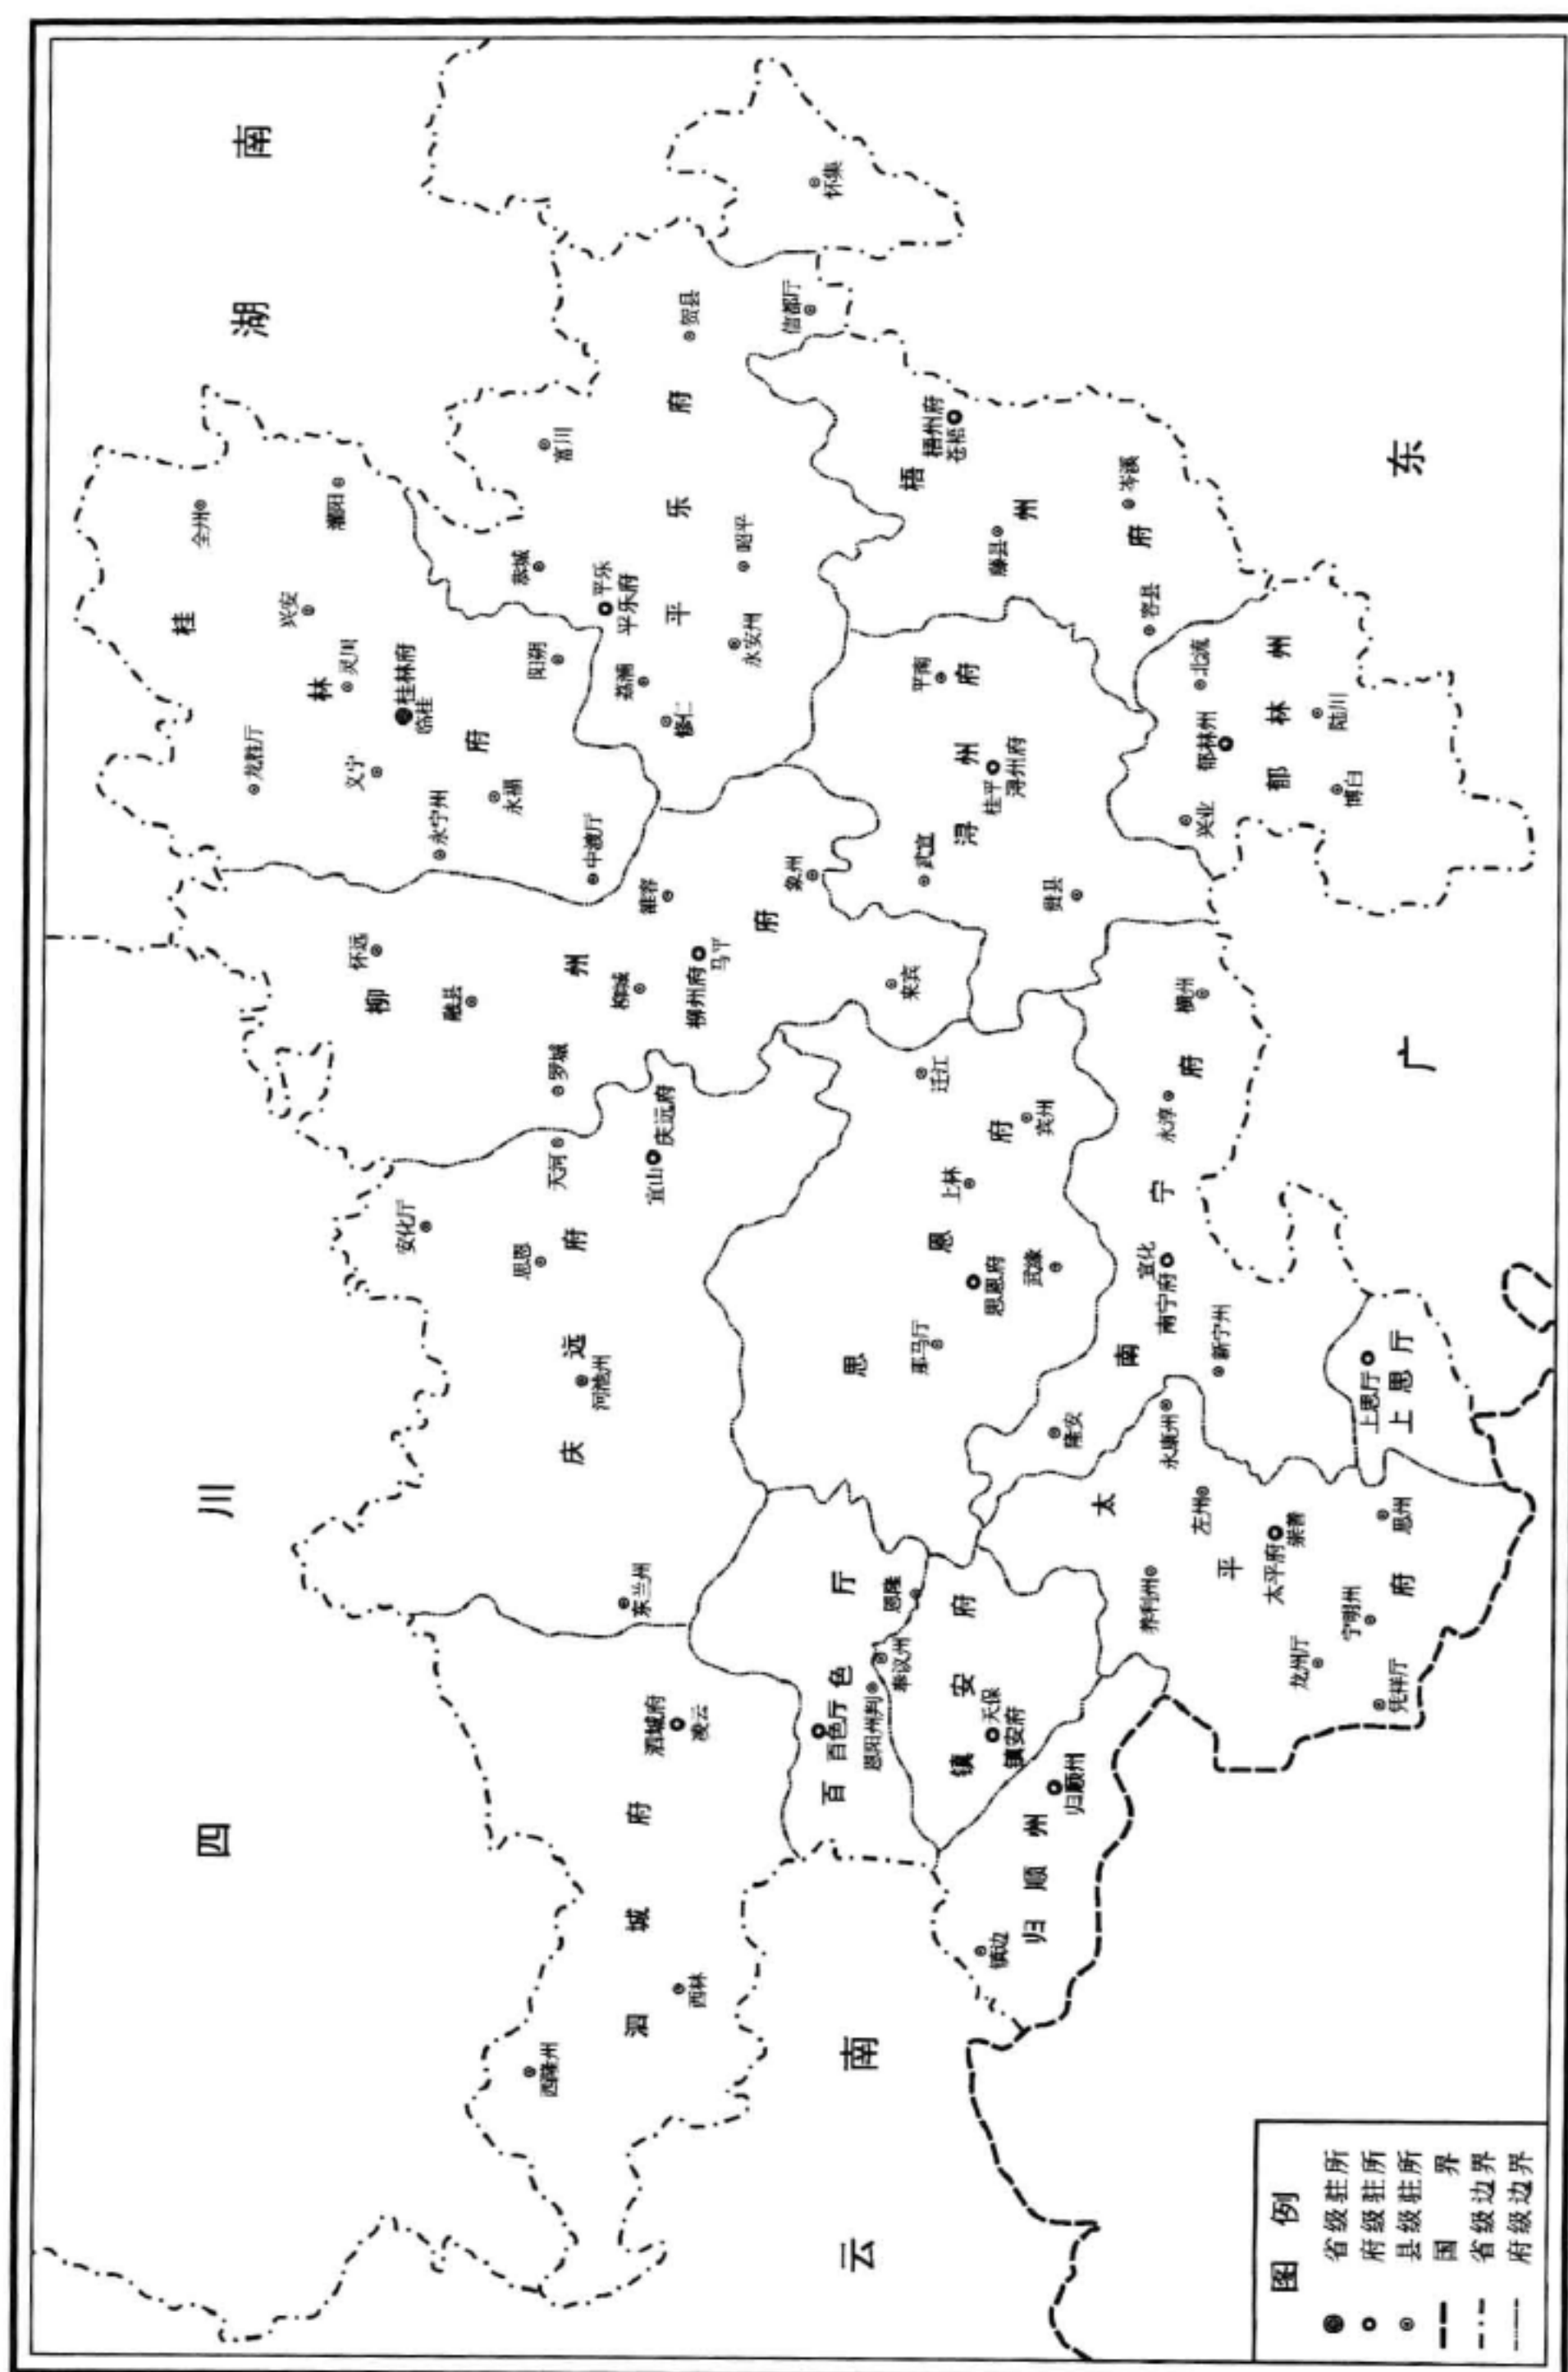 湖南
四川
云南
广东
桂林府
全州
灌阳
兴安
灵川
桂林府
临桂
龙胜厅
义宁
永宁州
永福
阳朔
中渡厅
平乐府
富川
恭城
平乐
平乐府
荔浦
修仁
昭平
永安州
贺县
信都厅
怀集
梧州府
梧州府
苍梧
藤县
岑溪
容县
郁林州
北流
郁林州
陆川
博白
兴业
浔州府
平南
桂平
浔州府
武宣
贵县
柳州府
怀远
融县
罗城
柳城
雒容
柳州府
马平
象州
来宾
庆远府
天河
宜山
庆远府
安化厅
思恩
河池州
东兰州
思恩府
迁江
宾州
上林
思恩府
武缘
那马厅
南宁府
横州
永淳
宜化
南宁府
新宁州
隆安
上思厅
上思厅
太平府
永康州
左州
养利州
太平府
崇善
思州
宁明州
龙州厅
凭祥厅
百色厅
百色厅
恩隆
奉议州
恩阳州判
镇安府
天保
镇安府
归顺州
归顺州
镇边
泗城府
泗城府
凌云
西林
西隆州
图例
省级驻所
府级驻所
县级驻所
国界
省级边界
府级边界